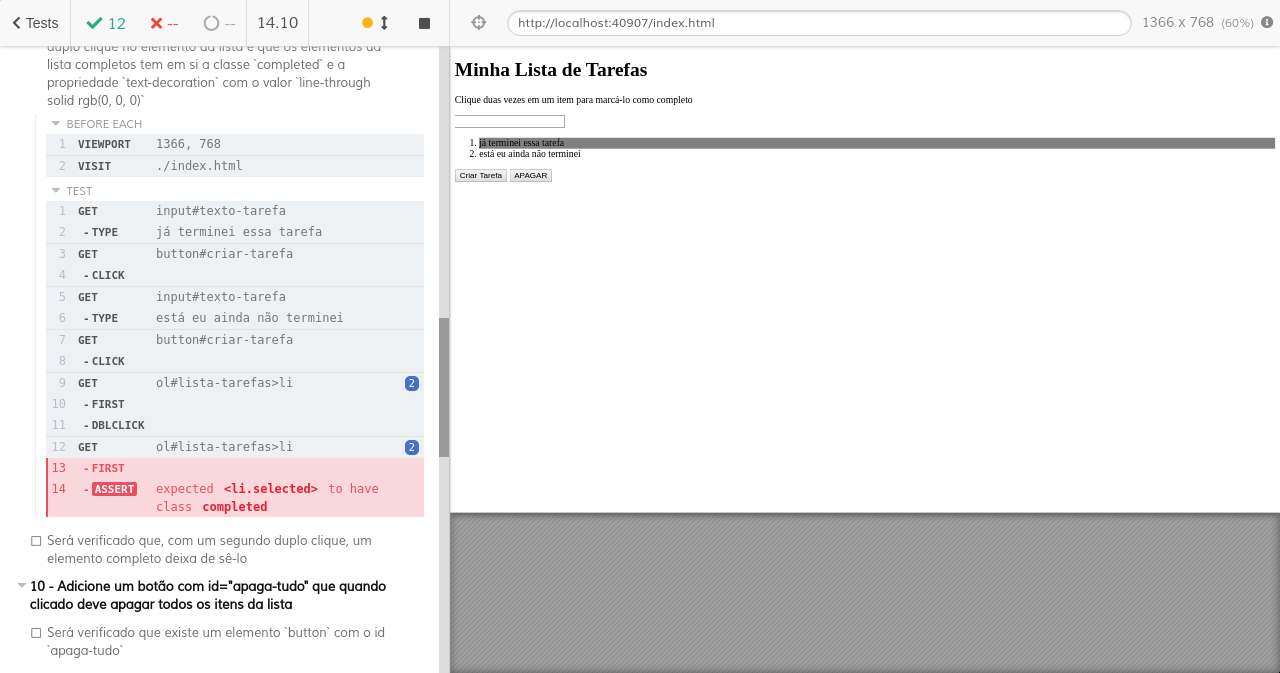 Tests
12
--
--
14.10
http://localhost:40907/index.html
1366 x 768 (60%)
duplo clique no elemento da lista e que os elementos da
lista completos tem em si a classe `completed` e a
propriedade `text-decoration` com o valor `line-through
solid rgb(0, 0, 0)`
BEFORE EACH
1 VIEWPORT 1366, 768
2 VISIT ./index.html
TEST
1 GET input#texto-tarefa
2 -TYPE já terminei essa tarefa
3 GET button#criar-tarefa
4 -CLICK
5 GET input#texto-tarefa
6 -TYPE está eu ainda não terminei
7 GET button#criar-tarefa
8 -CLICK
9 GET ol#lista-tarefas>li 2
10 -FIRST
11 -DBLCLICK
12 GET ol#lista-tarefas>li 2
13 -FIRST
14 -ASSERT expected <li.selected> to have
class completed
Será verificado que, com um segundo duplo clique, um
elemento completo deixa de sê-lo
10 - Adicione um botão com id="apaga-tudo" que quando
clicado deve apagar todos os itens da lista
Será verificado que existe um elemento `button` com o id
`apaga-tudo`
Minha Lista de Tarefas
Clique duas vezes em um item para marcá-lo como completo
1. já terminei essa tarefa
2. está eu ainda não terminei
Criar Tarefa APAGAR